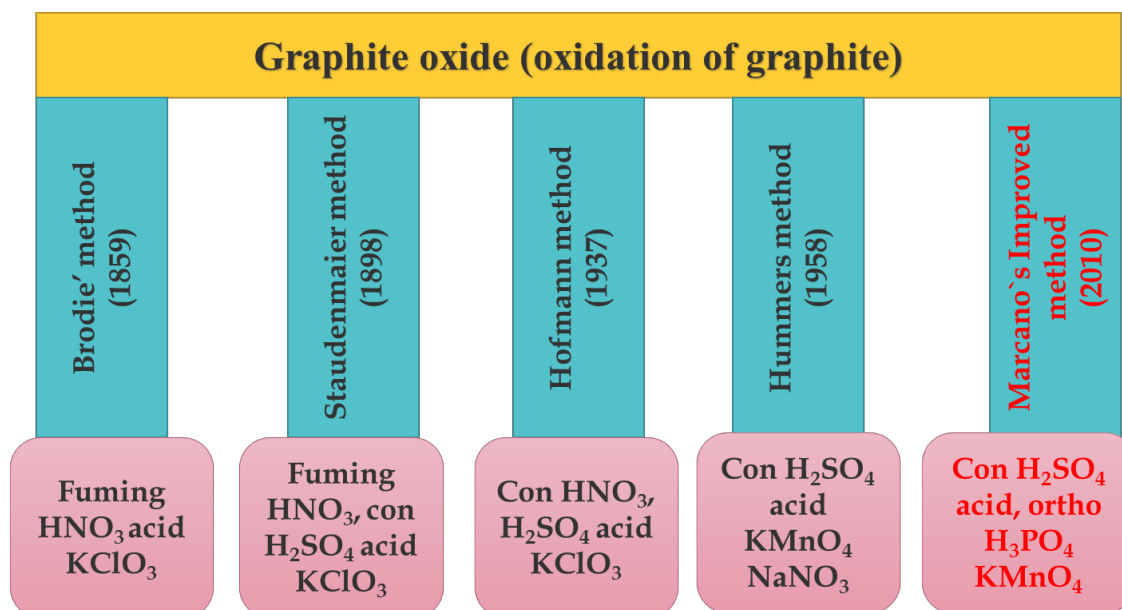 Graphite oxide (oxidation of graphite)
Brodie′ method
(1859)
Staudenmaier method
(1898)
Hofmann method
(1937)
Hummers method
(1958)
Marcano`s Improved
method
(2010)
Fuming
HNO₃ acid
KClO₃
Fuming
HNO₃, con
H₂SO₄ acid
KClO₃
Con HNO₃,
H₂SO₄ acid
KClO₃
Con H₂SO₄
acid
KMnO₄
NaNO₃
Con H₂SO₄
acid, ortho
H₃PO₄
KMnO₄